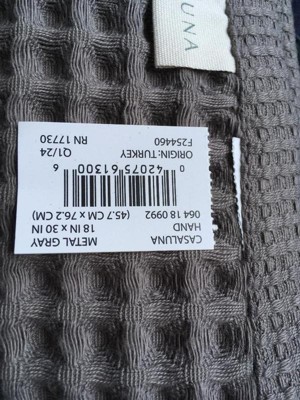 UNA
CASALUNA METAL GRAY
HAND 18 IN x 30 IN
064 18 0992 (45.7 CM x 76.2 CM)
0 42075 61300 6
ORIGIN:TURKEY Q1/24
F254460 RN 17730